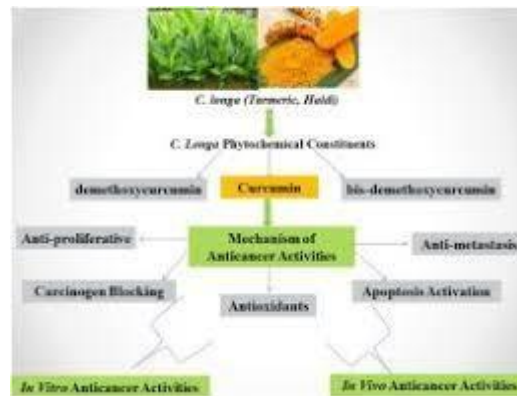 C. longa (Turmeric, Haldi)
C. Longa Phytochemical Constituents
demethoxycurcumin
Curcumin
bis-demethoxycurcumin
Anti-proliferative
Mechanism of
Anticancer Activities
Anti-metastasis
Carcinogen Blocking
Antioxidants
Apoptosis Activation
In Vitro Anticancer Activities
In Vivo Anticancer Activities